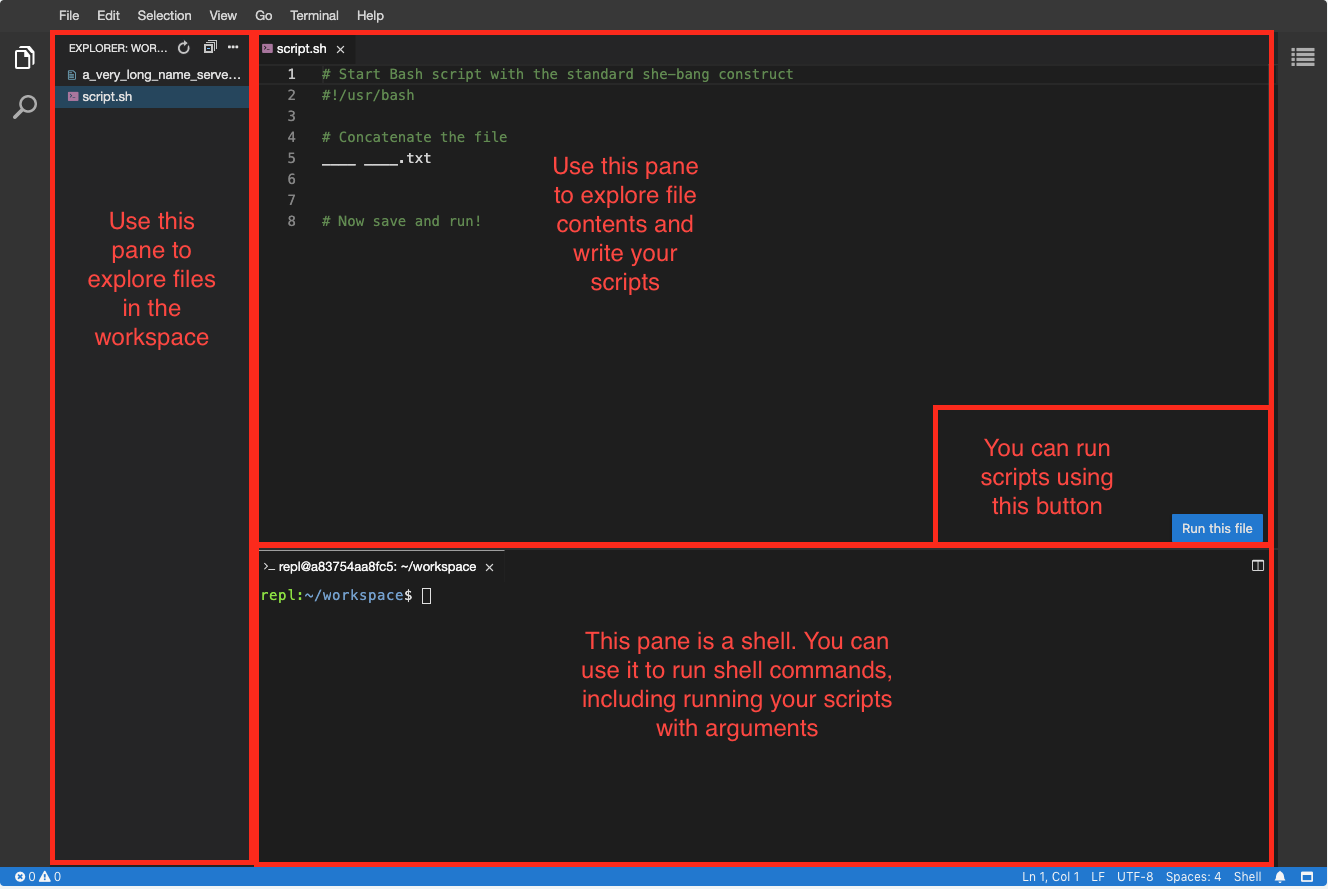 File Edit Selection View Go Terminal Help
EXPLORER: WOR...
a_very_long_name_serve...
script.sh
Use this
pane to
explore files
in the
workspace
script.sh
1 # Start Bash script with the standard she-bang construct
2 #!/usr/bash
3
4 # Concatenate the file
5 ____ ____.txt
6
7
8 # Now save and run!
Use this pane
to explore file
contents and
write your
scripts
You can run
scripts using
this button
Run this file
>_ repl@a83754aa8fc5: ~/workspace
repl:~/workspace$
This pane is a shell. You can
use it to run shell commands,
including running your scripts
with arguments
0 0 Ln 1, Col 1 LF UTF-8 Spaces: 4 Shell